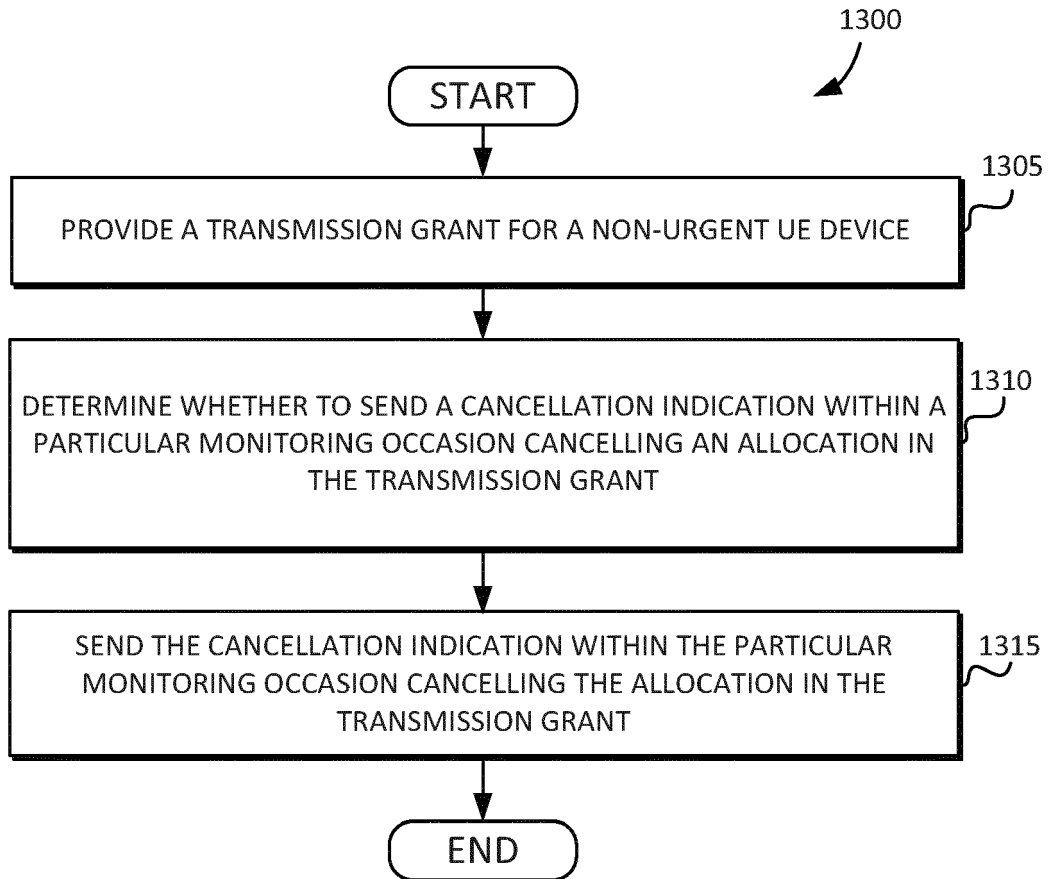 1300
START
1305
PROVIDE A TRANSMISSION GRANT FOR A NON-URGENT UE DEVICE
1310
DETERMINE WHETHER TO SEND A CANCELLATION INDICATION WITHIN A
PARTICULAR MONITORING OCCASION CANCELLING AN ALLOCATION IN
THE TRANSMISSION GRANT
1315
SEND THE CANCELLATION INDICATION WITHIN THE PARTICULAR
MONITORING OCCASION CANCELLING THE ALLOCATION IN THE
TRANSMISSION GRANT
END